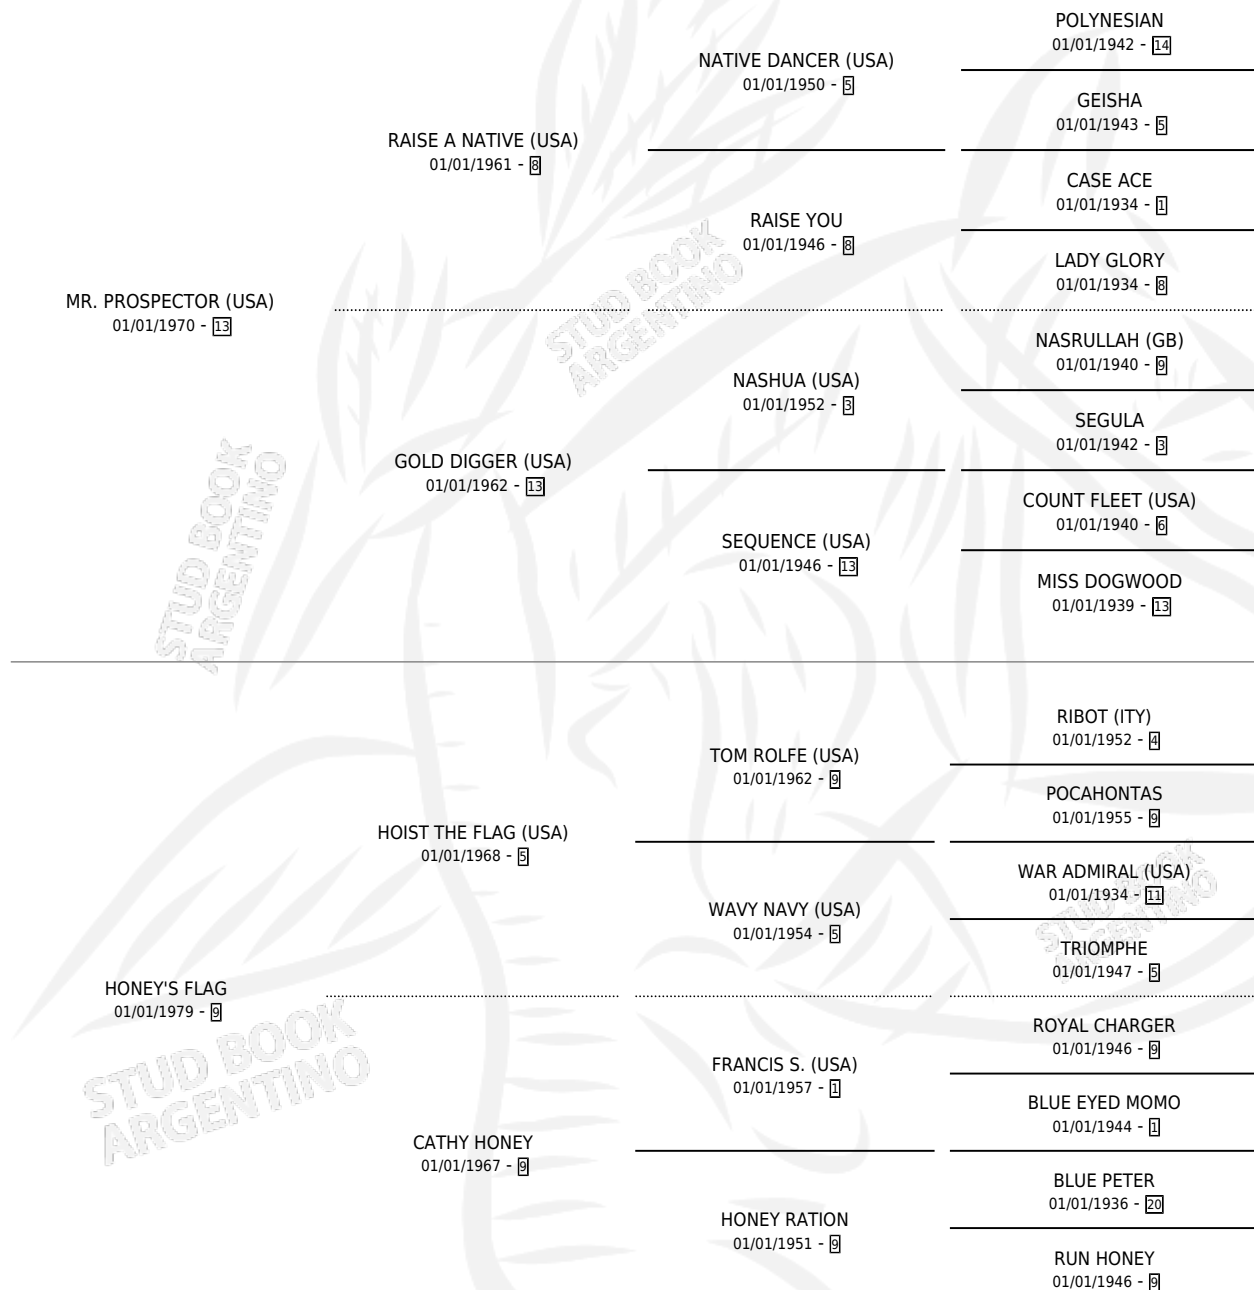 POLYNESIAN
01/01/1942 - 14
NATIVE DANCER (USA)
01/01/1950 - 5
GEISHA
01/01/1943 - 5
RAISE A NATIVE (USA)
01/01/1961 - 8
CASE ACE
01/01/1934 - 1
RAISE YOU
01/01/1946 - 8
LADY GLORY
01/01/1934 - 8
MR. PROSPECTOR (USA)
01/01/1970 - 13
NASRULLAH (GB)
01/01/1940 - 9
NASHUA (USA)
01/01/1952 - 3
SEGULA
01/01/1942 - 3
GOLD DIGGER (USA)
01/01/1962 - 13
COUNT FLEET (USA)
01/01/1940 - 6
SEQUENCE (USA)
01/01/1946 - 13
MISS DOGWOOD
01/01/1939 - 13
STUD BOOK
ARGENTINO
STUD BOOK
ARGENTINO
RIBOT (ITY)
01/01/1952 - 4
TOM ROLFE (USA)
01/01/1962 - 9
POCAHONTAS
01/01/1955 - 9
HOIST THE FLAG (USA)
01/01/1968 - 5
WAR ADMIRAL (USA)
01/01/1934 - 11
WAVY NAVY (USA)
01/01/1954 - 5
TRIOMPHE
01/01/1947 - 5
HONEY'S FLAG
01/01/1979 - 9
ROYAL CHARGER
01/01/1946 - 9
FRANCIS S. (USA)
01/01/1957 - 1
BLUE EYED MOMO
01/01/1944 - 1
CATHY HONEY
01/01/1967 - 9
BLUE PETER
01/01/1936 - 20
HONEY RATION
01/01/1951 - 9
RUN HONEY
01/01/1946 - 9
STUD BOOK
ARGENTINO
STUD BOOK
ARGENTINO